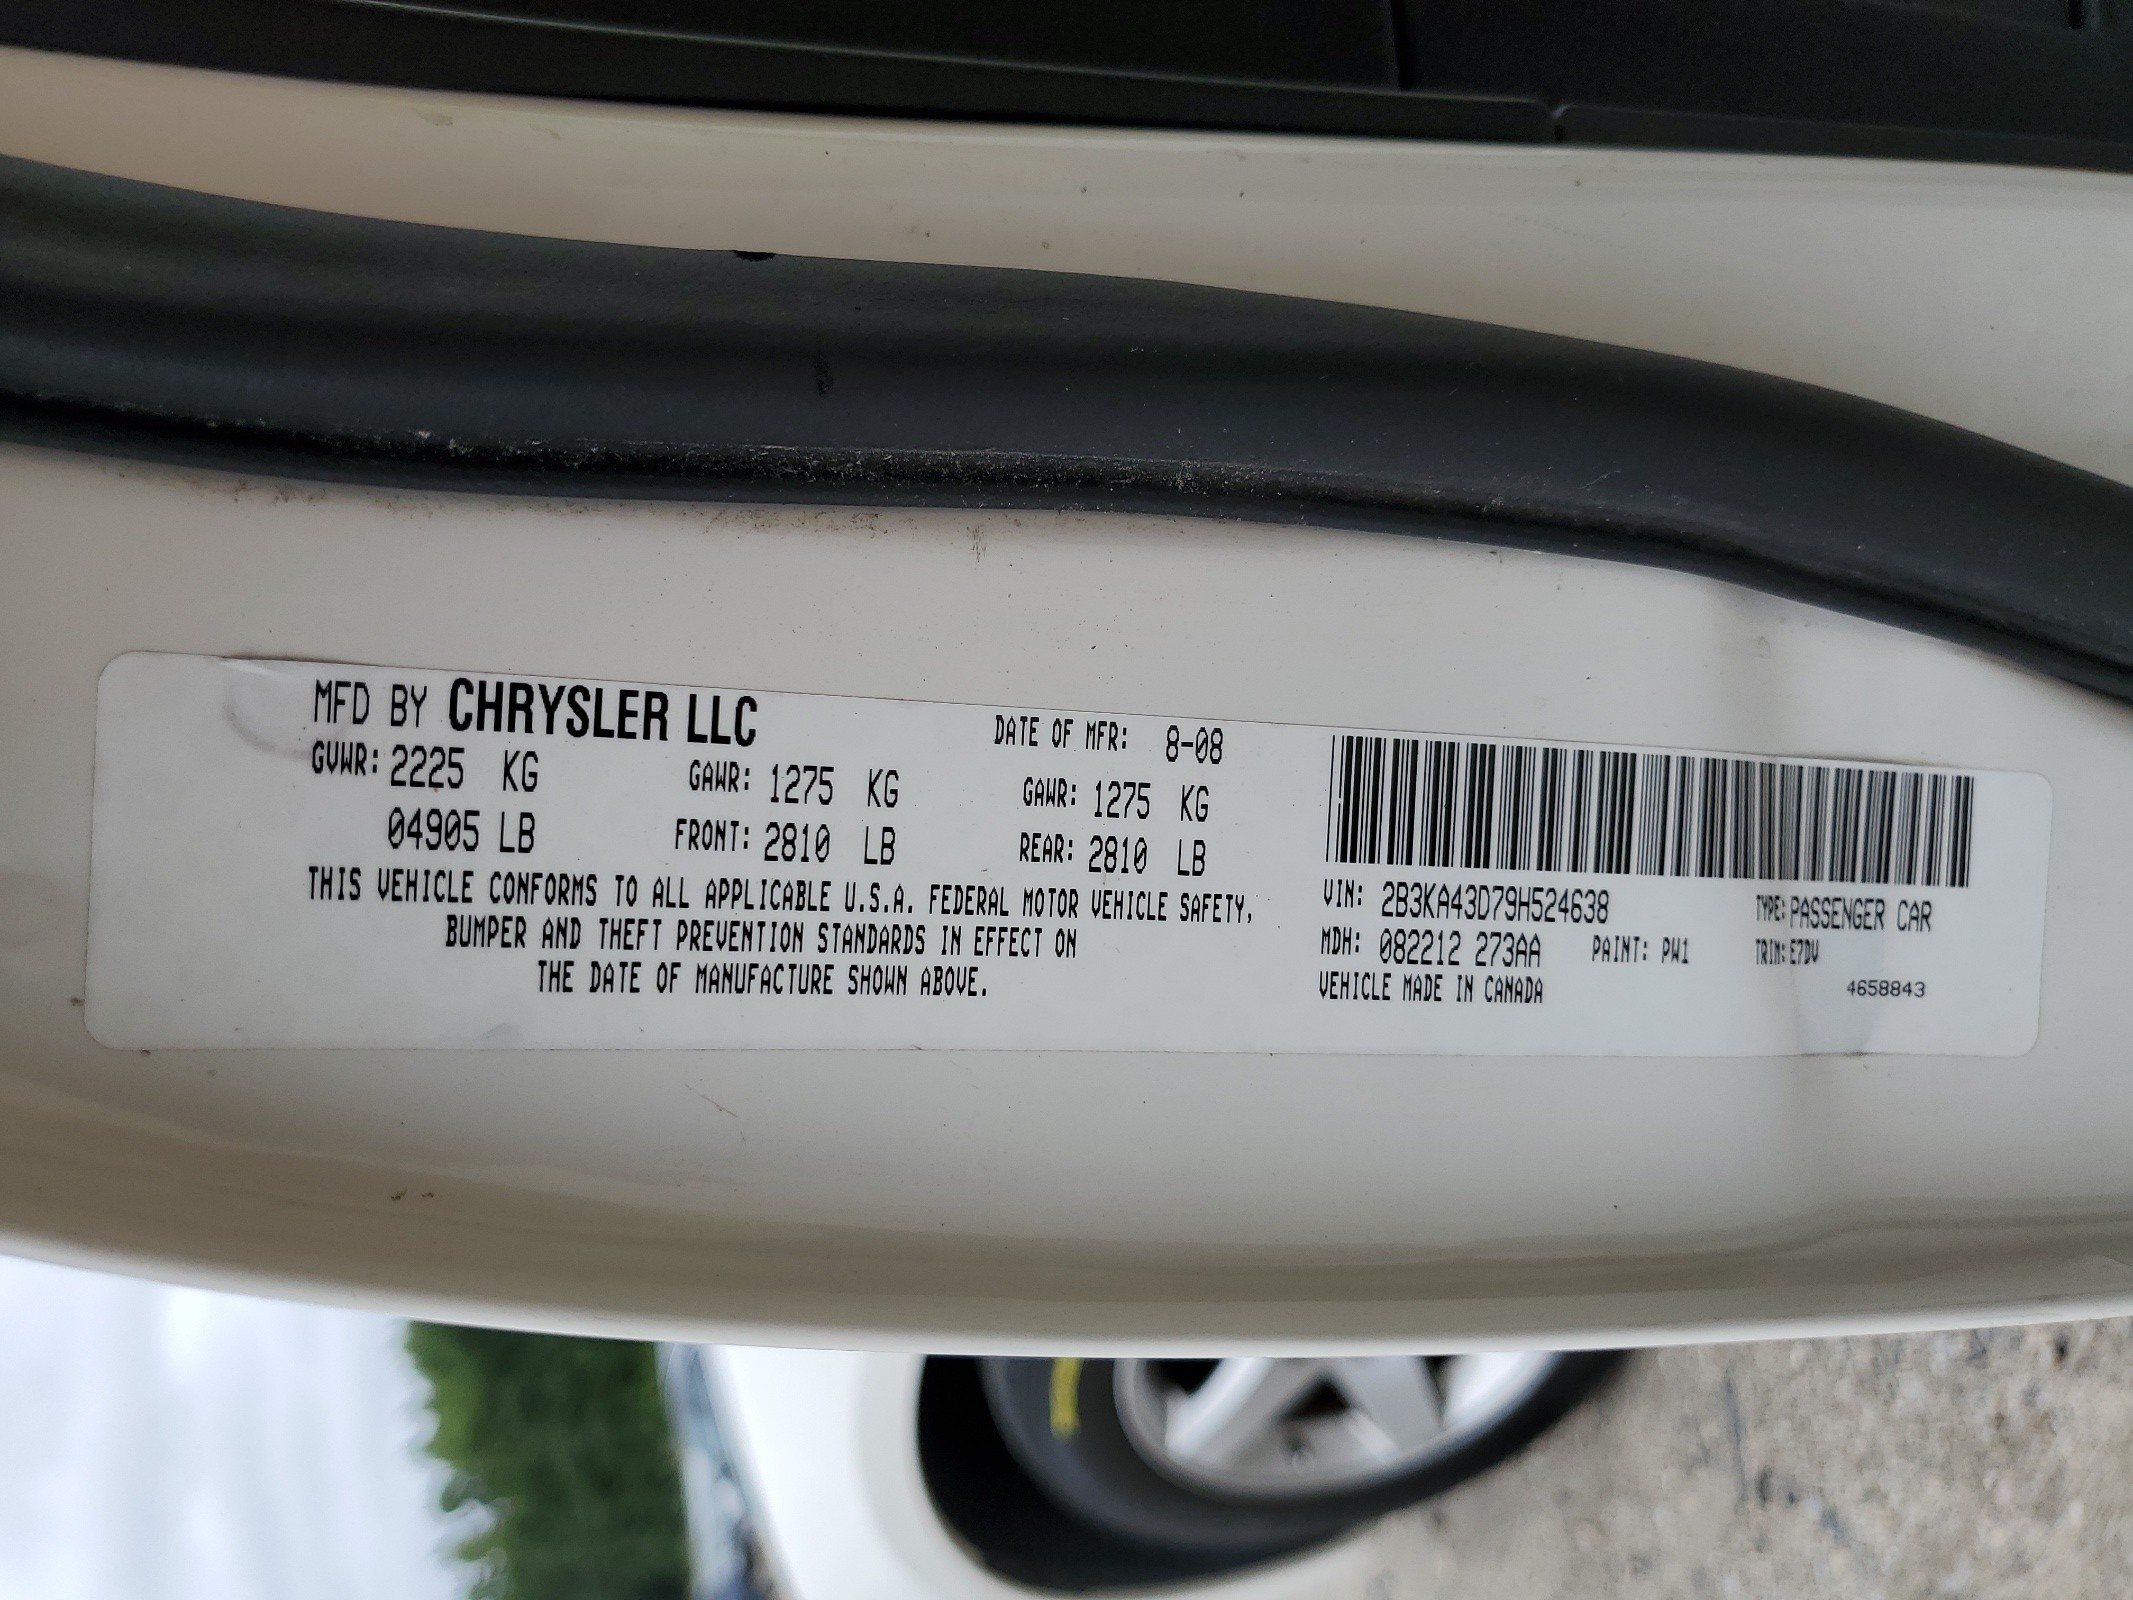 MFD BY CHRYSLER LLC DATE OF MFR: 8-08
GVWR: 2225 KG GAWR: 1275 KG GAWR: 1275 KG
04905 LB FRONT: 2810 LB REAR: 2810 LB
THIS VEHICLE CONFORMS TO ALL APPLICABLE U.S.A. FEDERAL MOTOR VEHICLE SAFETY,
BUMPER AND THEFT PREVENTION STANDARDS IN EFFECT ON
THE DATE OF MANUFACTURE SHOWN ABOVE.
VIN: 2B3KA43D79H524638 TYPE: PASSENGER CAR
MDH: 082212 273AA PAINT: PW1 TRIM: E7DV
VEHICLE MADE IN CANADA 4658843